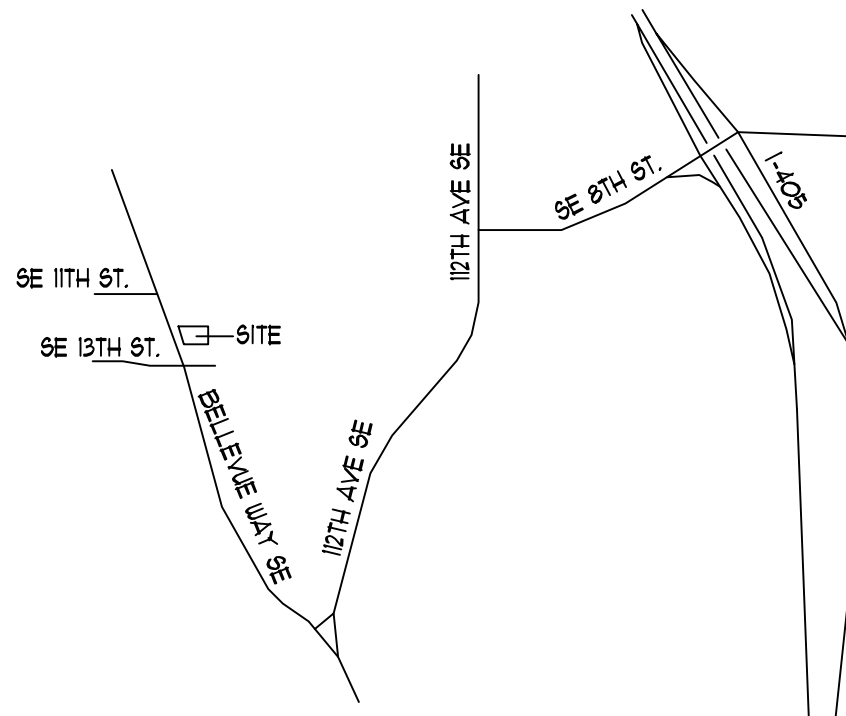 112TH AVE SE
SE 8TH ST.
I-405
SE 11TH ST.
SITE
SE 13TH ST.
BELLEVUE WAY SE
112TH AVE SE